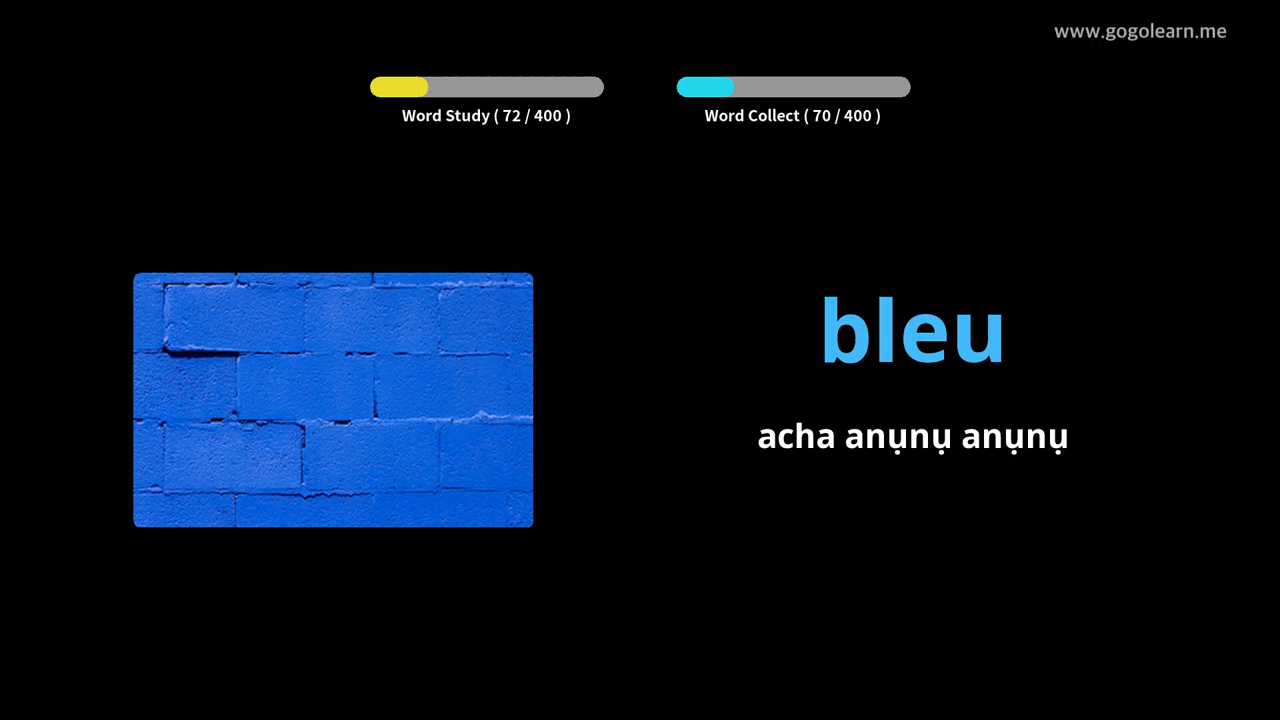 www.gogolearn.me
Word Study ( 72 / 400 )
Word Collect ( 70 / 400 )
bleu
acha anụnụ anụnụ